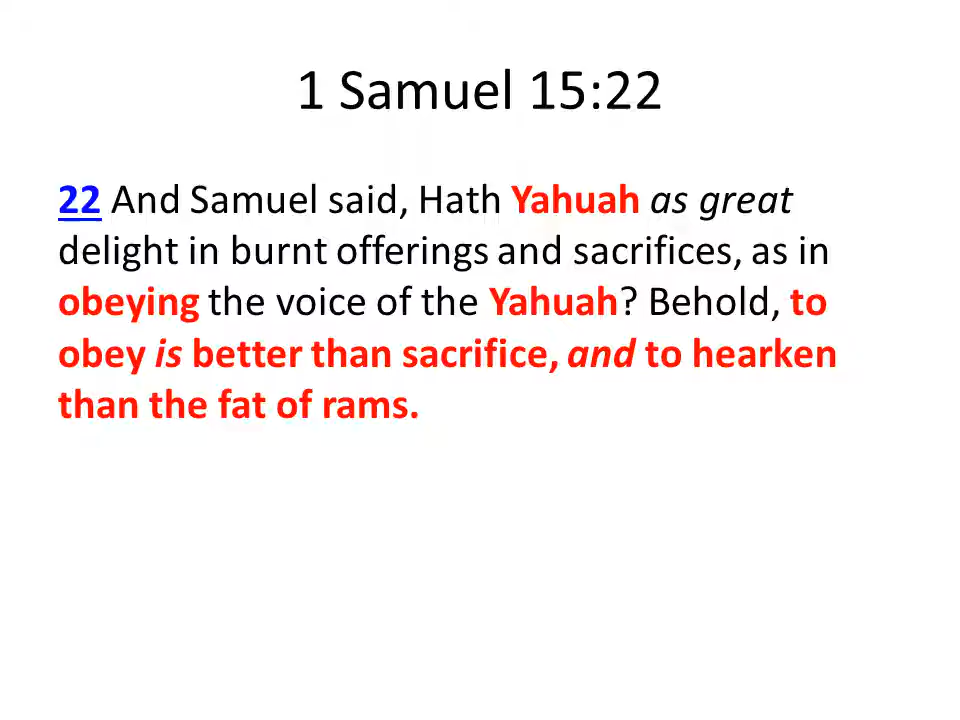 1 Samuel 15:22
22 And Samuel said, Hath Yahuah as great
delight in burnt offerings and sacrifices, as in
obeying the voice of the Yahuah? Behold, to
obey is better than sacrifice, and to hearken
than the fat of rams.